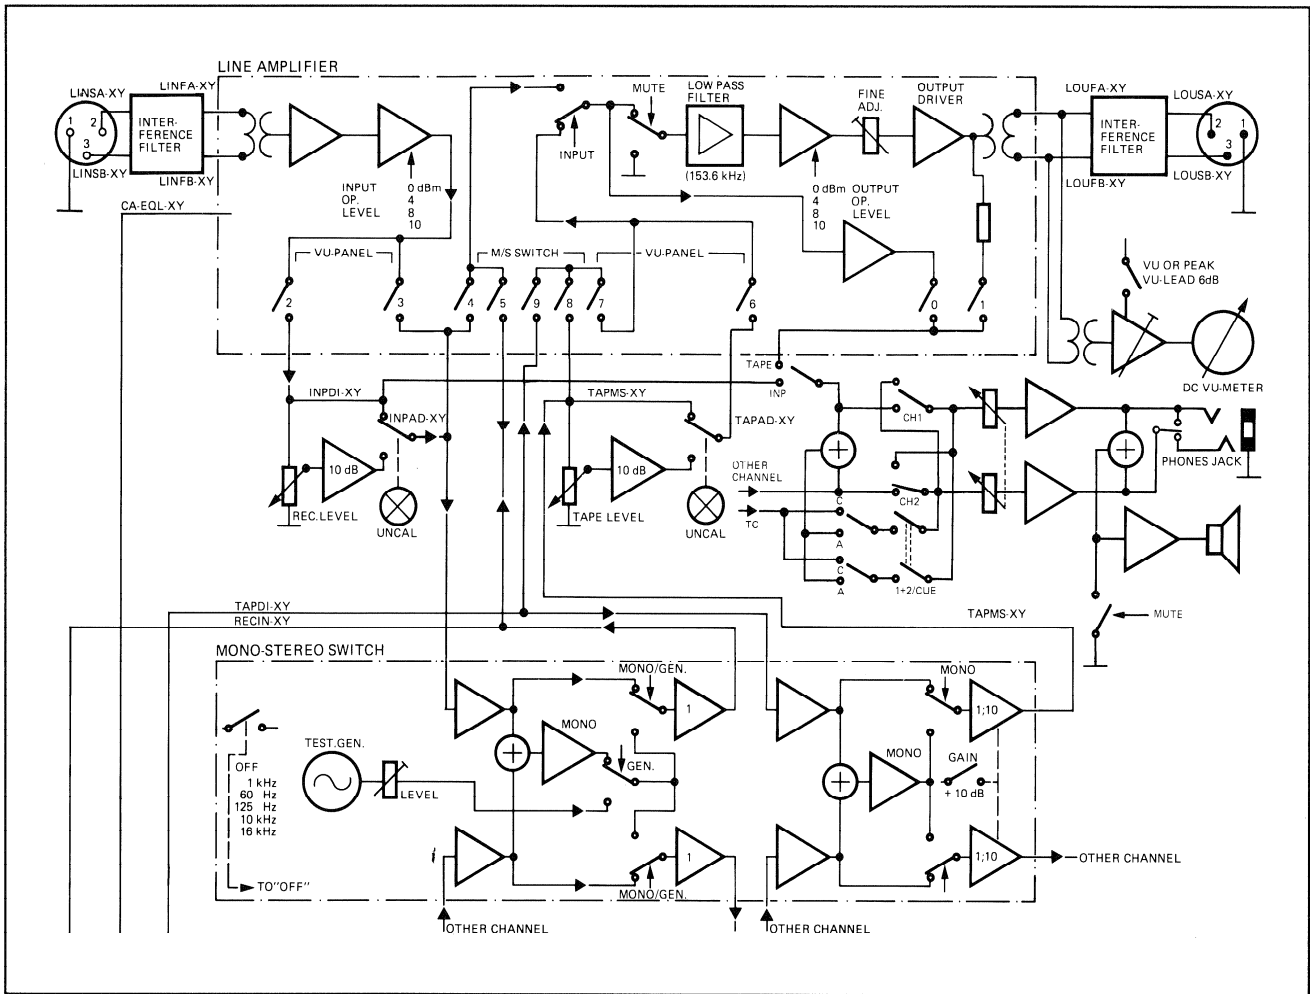 LINE AMPLIFIER
LINSA-XY
LINFA-XY
1
2
3
INTER-
FERENCE
FILTER
LINSB-XY
LINFB-XY
CA-EQL-XY
INPUT
OP.
LEVEL
0 dBm
4
8
10
INPUT
MUTE
LOW PASS
FILTER
(153.6 kHz)
FINE
ADJ.
OUTPUT
DRIVER
0 dBm
4
8
10
OUTPUT
OP.
LEVEL
LOUFA-XY
LOUSA-XY
INTER-
FERENCE
FILTER
2
1
3
LOUFB-XY
LOUSB-XY
VU-PANEL
M/S SWITCH
VU-PANEL
2
3
4
5
9
8
7
6
0
1
VU OR PEAK
VU-LEAD 6dB
DC VU-METER
TAPE
INP
INPDI-XY
INPAD-XY
TAPMS-XY
TAPAD-XY
10 dB
REC.LEVEL
UNCAL
10 dB
TAPE LEVEL
UNCAL
OTHER
CHANNEL
TC
CH1
CH2
C
A
C
A
1+2/CUE
PHONES JACK
MUTE
TAPDI-XY
RECIN-XY
TAPMS-XY
MONO-STEREO SWITCH
OFF
1 kHz
60 Hz
125 Hz
10 kHz
16 kHz
TO"OFF"
TEST.GEN.
LEVEL
MONO
GEN.
MONO/GEN.
1
MONO/GEN.
1
MONO
MONO
1;10
GAIN
+ 10 dB
1;10
OTHER CHANNEL
OTHER CHANNEL
OTHER CHANNEL